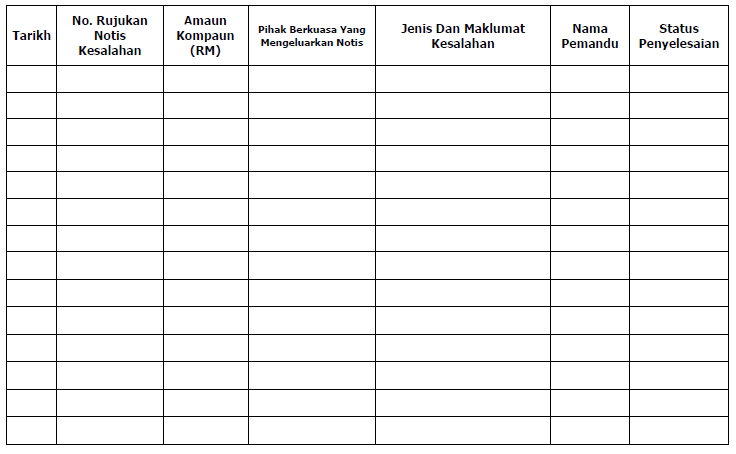 Tarikh
No. Rujukan
Notis
Kesalahan
Amaun
Kompaun
(RM)
Pihak Berkuasa Yang
Mengeluarkan Notis
Jenis Dan Maklumat
Kesalahan
Nama
Pemandu
Status
Penyelesaian